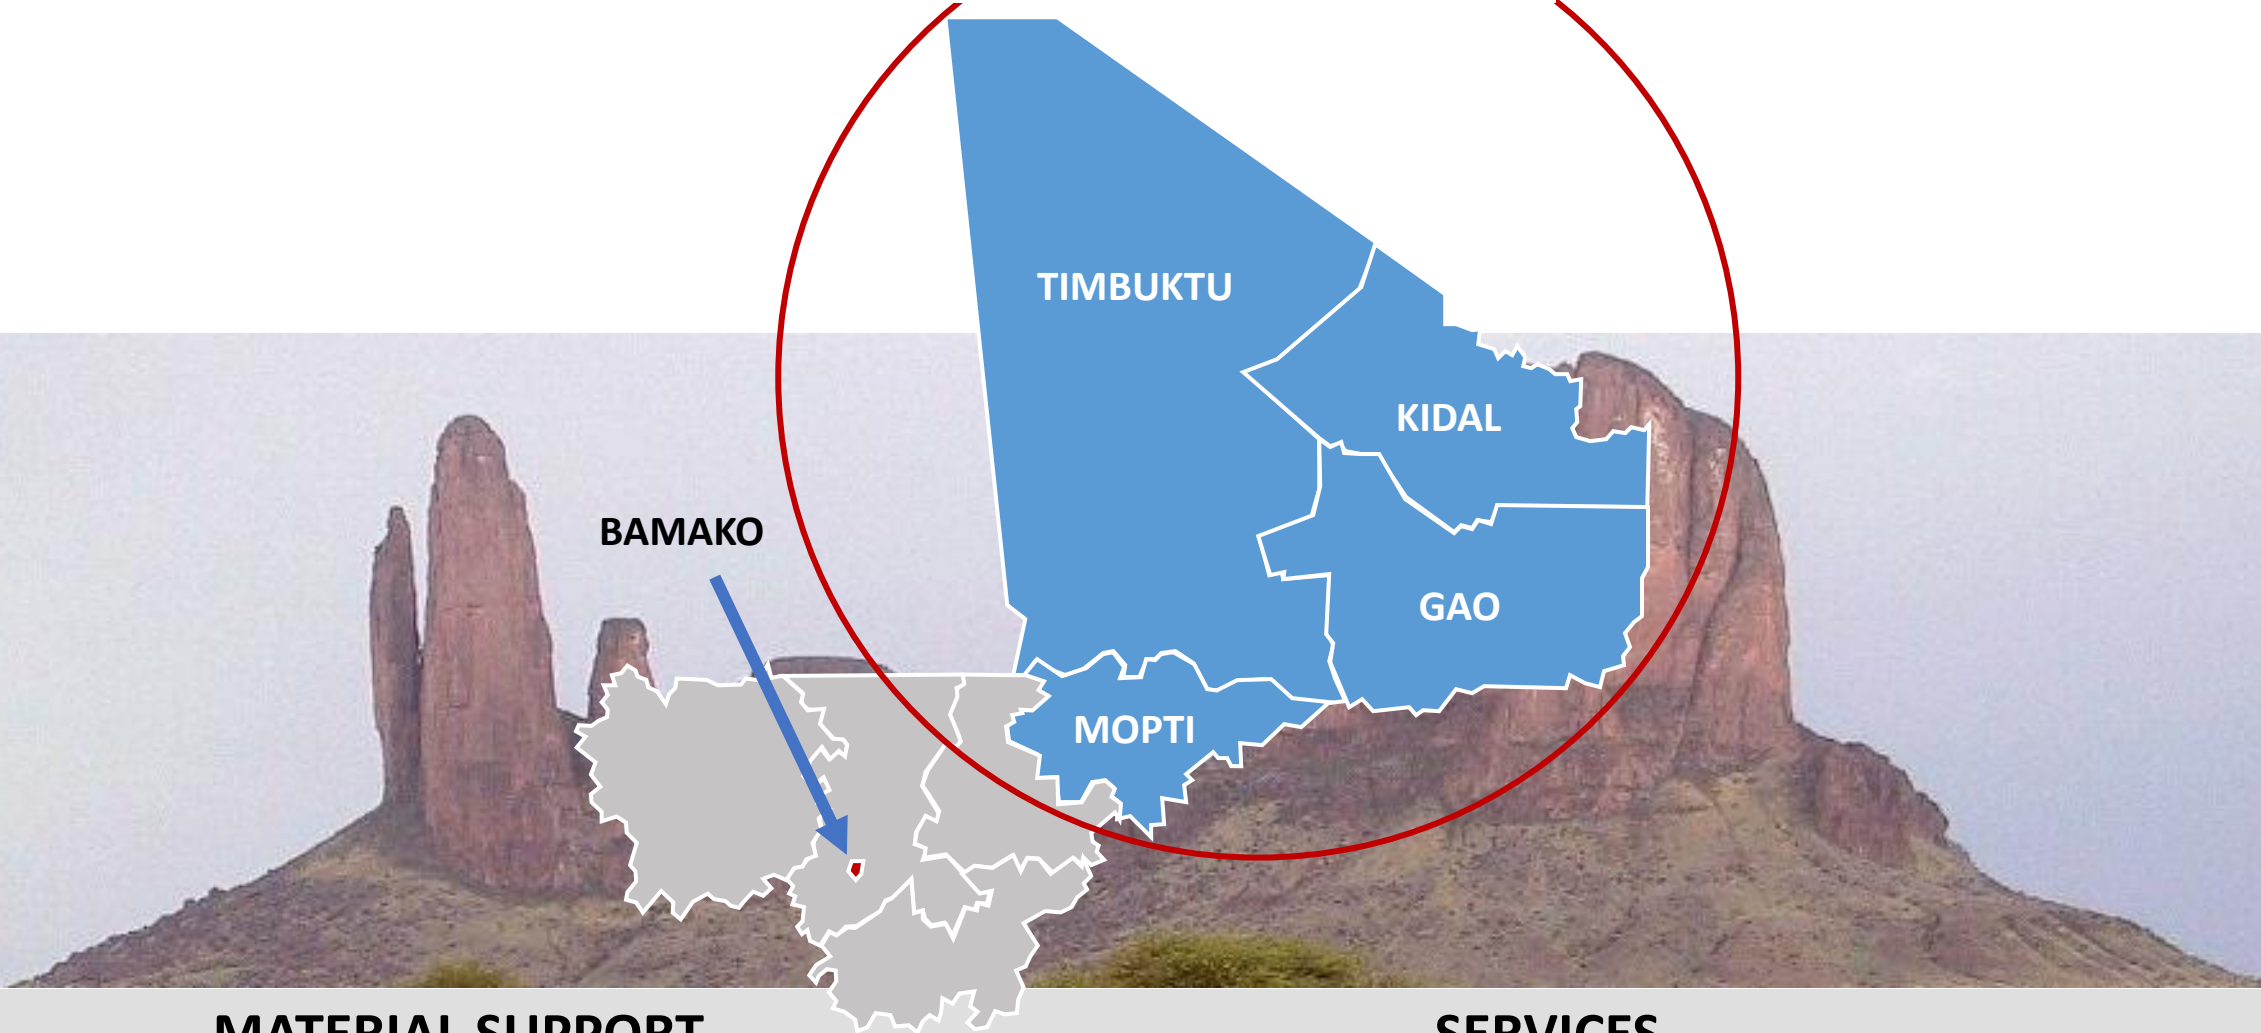 TIMBUKTU
KIDAL
BAMAKO
GAO
MOPTI
MATERIAL SUPPORT
SERVICES